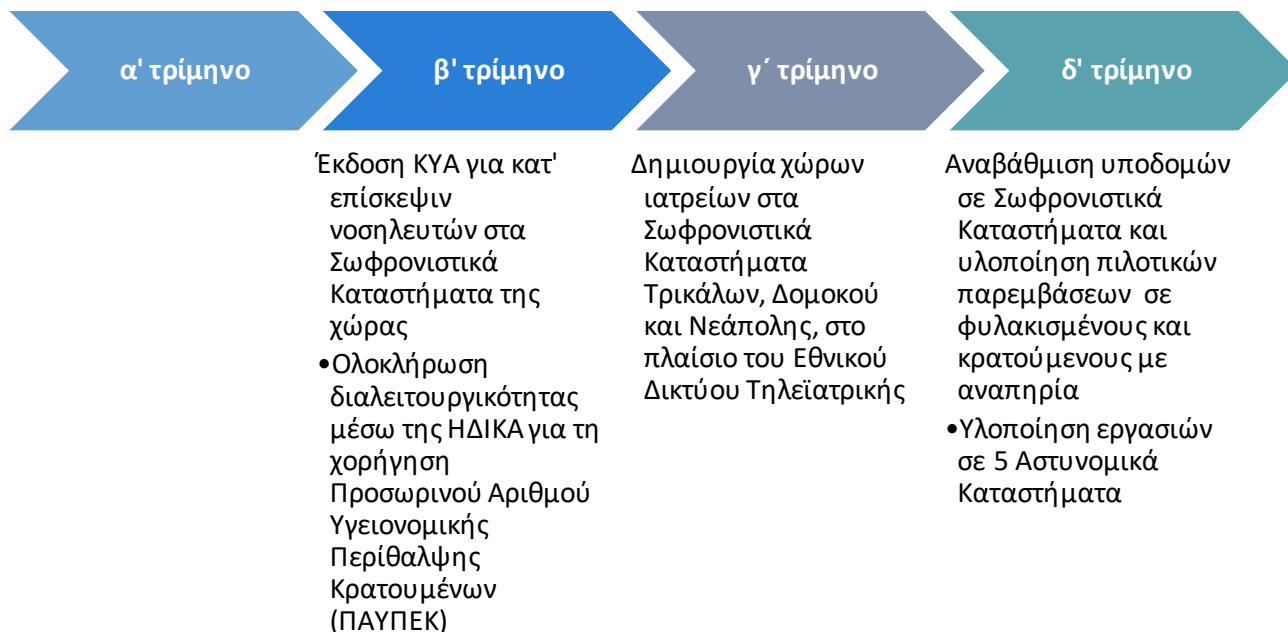 α' τρίμηνο
β' τρίμηνο
γ΄ τρίμηνο
δ' τρίμηνο
Έκδοση ΚΥΑ για κατ'
επίσκεψιν
νοσηλευτών στα
Σωφρονιστικά
Καταστήματα της
χώρας
•Ολοκλήρωση
διαλειτουργικότητας
μέσω της ΗΔΙΚΑ για τη
χορήγηση
Προσωρινού Αριθμού
Υγειονομικής
Περίθαλψης
Κρατουμένων
(ΠΑΥΠΕΚ)
Δημιουργία χώρων
ιατρείων στα
Σωφρονιστικά
Καταστήματα
Τρικάλων, Δομοκού
και Νεάπολης, στο
πλαίσιο του Εθνικού
Δικτύου Τηλεϊατρικής
Αναβάθμιση υποδομών
σε Σωφρονιστικά
Καταστήματα και
υλοποίηση πιλοτικών
παρεμβάσεων σε
φυλακισμένους και
κρατούμενους με
αναπηρία
•Υλοποίηση εργασιών
σε 5 Αστυνομικά
Καταστήματα